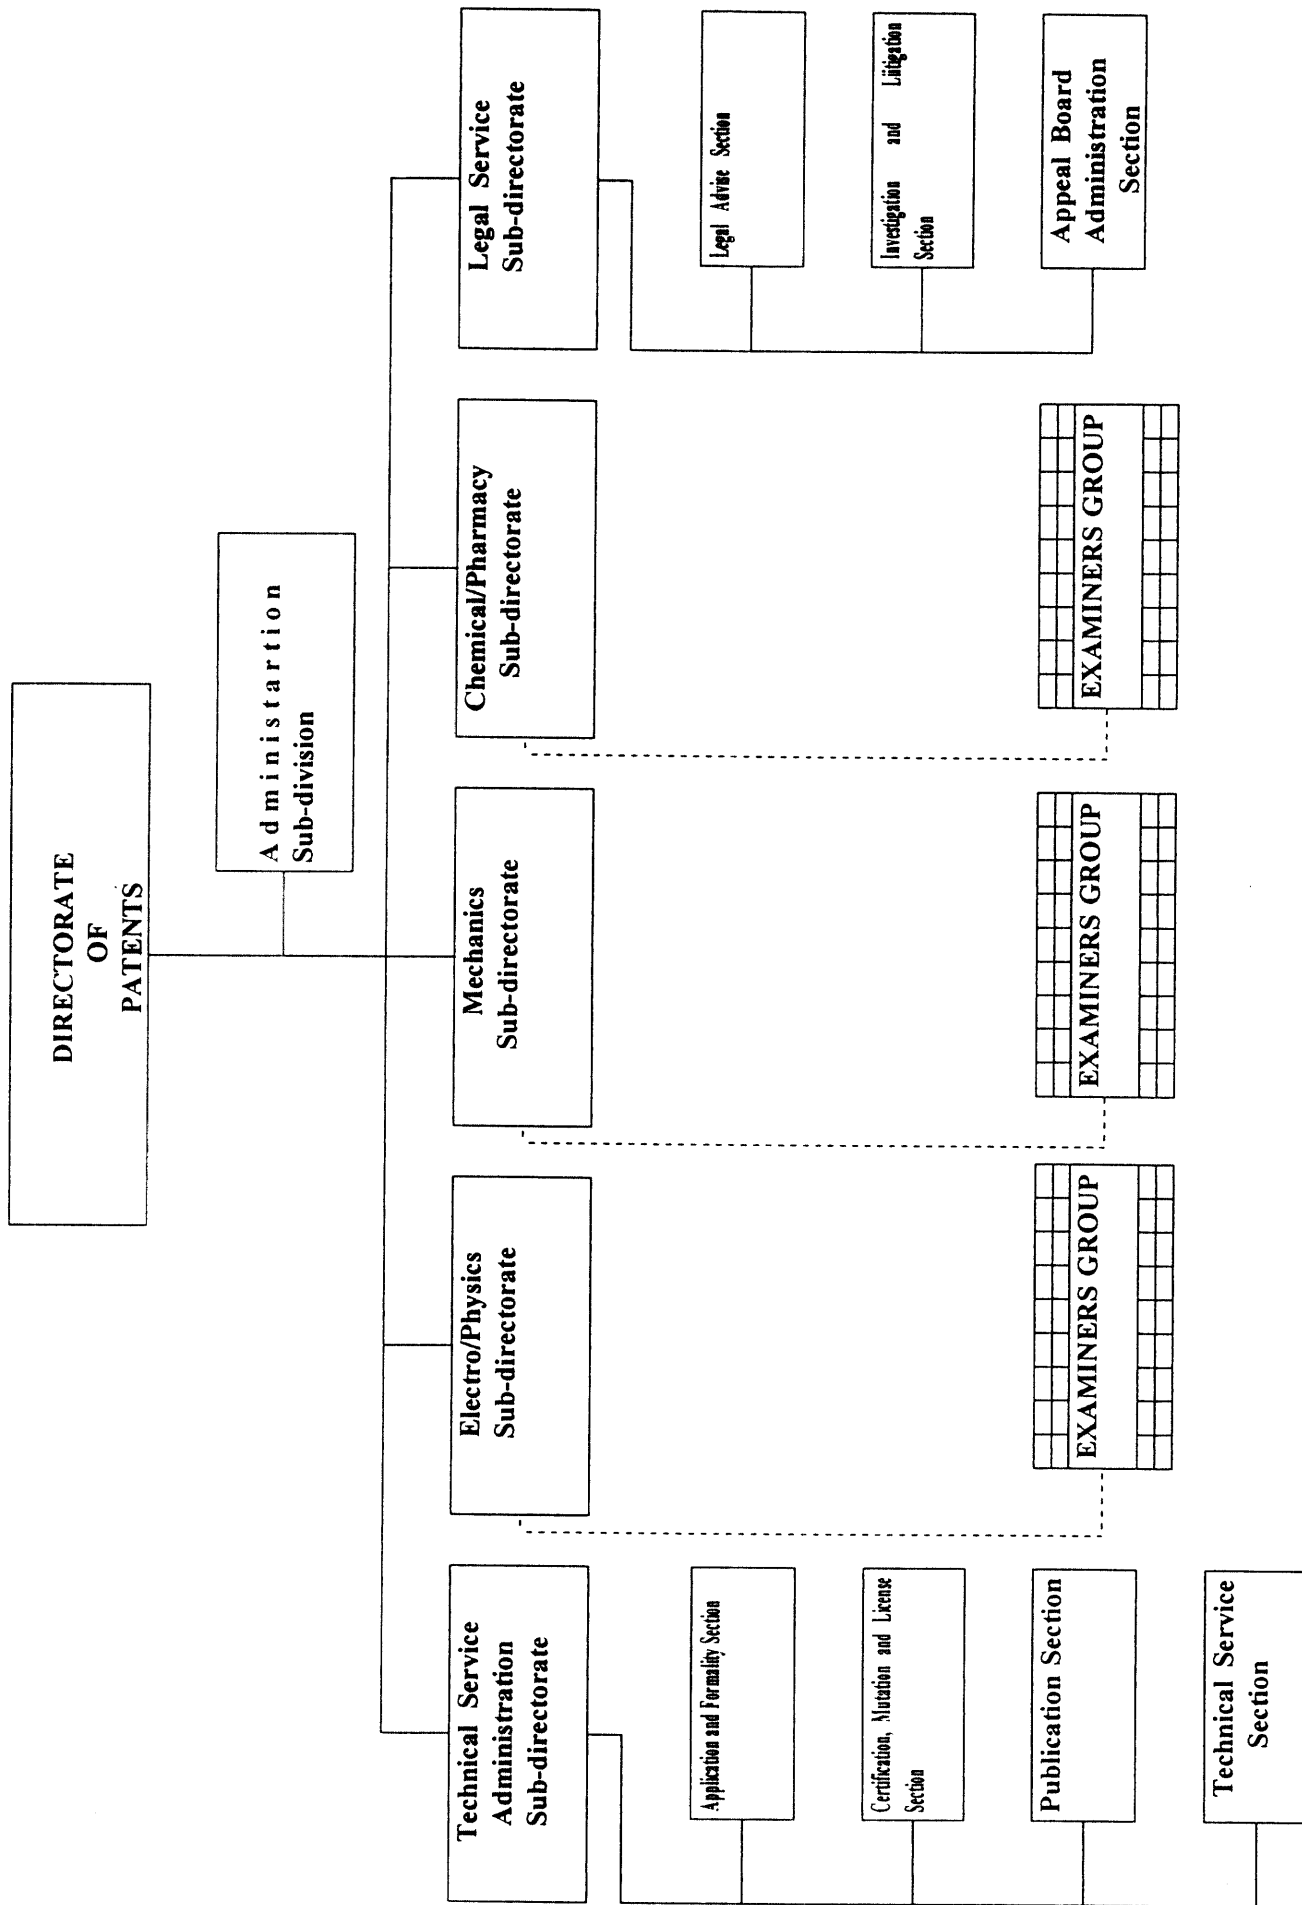 DIRECTORATE
OF
PATENTS
Administartion
Sub-division
Technical Service
Administration
Sub-directorate
Electro/Physics
Sub-directorate
Mechanics
Sub-directorate
Chemical/Pharmacy
Sub-directorate
Legal Service
Sub-directorate
Application and Formality Section
Legal Advise Section
Certification, Mutation and License
Section
Investigation and Liitigation
Section
Publication Section
EXAMINERS GROUP
EXAMINERS GROUP
EXAMINERS GROUP
Appeal Board
Administration
Section
Technical Service
Section